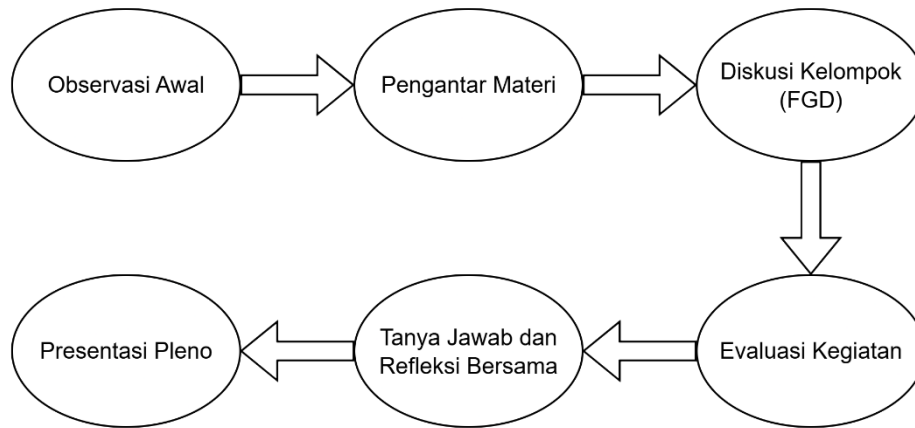 Observasi Awal
Pengantar Materi
Diskusi Kelompok
(FGD)
Evaluasi Kegiatan
Tanya Jawab dan
Refleksi Bersama
Presentasi Pleno